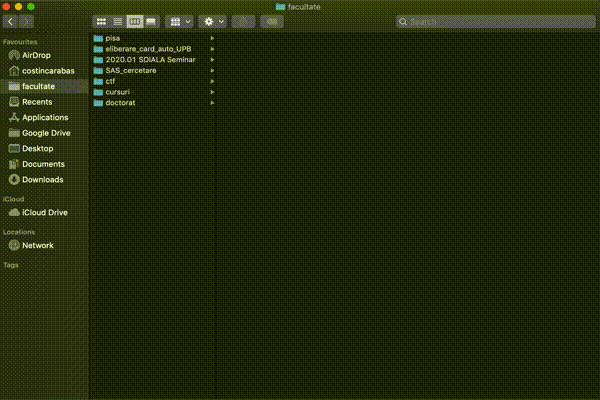 facultate
Search
Favourites
AirDrop
costincarabas
facultate
Recents
Applications
Google Drive
Desktop
Documents
Downloads
iCloud
iCloud Drive
Locations
Network
Tags
pisa
eliberare_card_auto_UPB
2020.01 SDIALA Seminar
SAS_cercetare
ctf
cursuri
doctorat